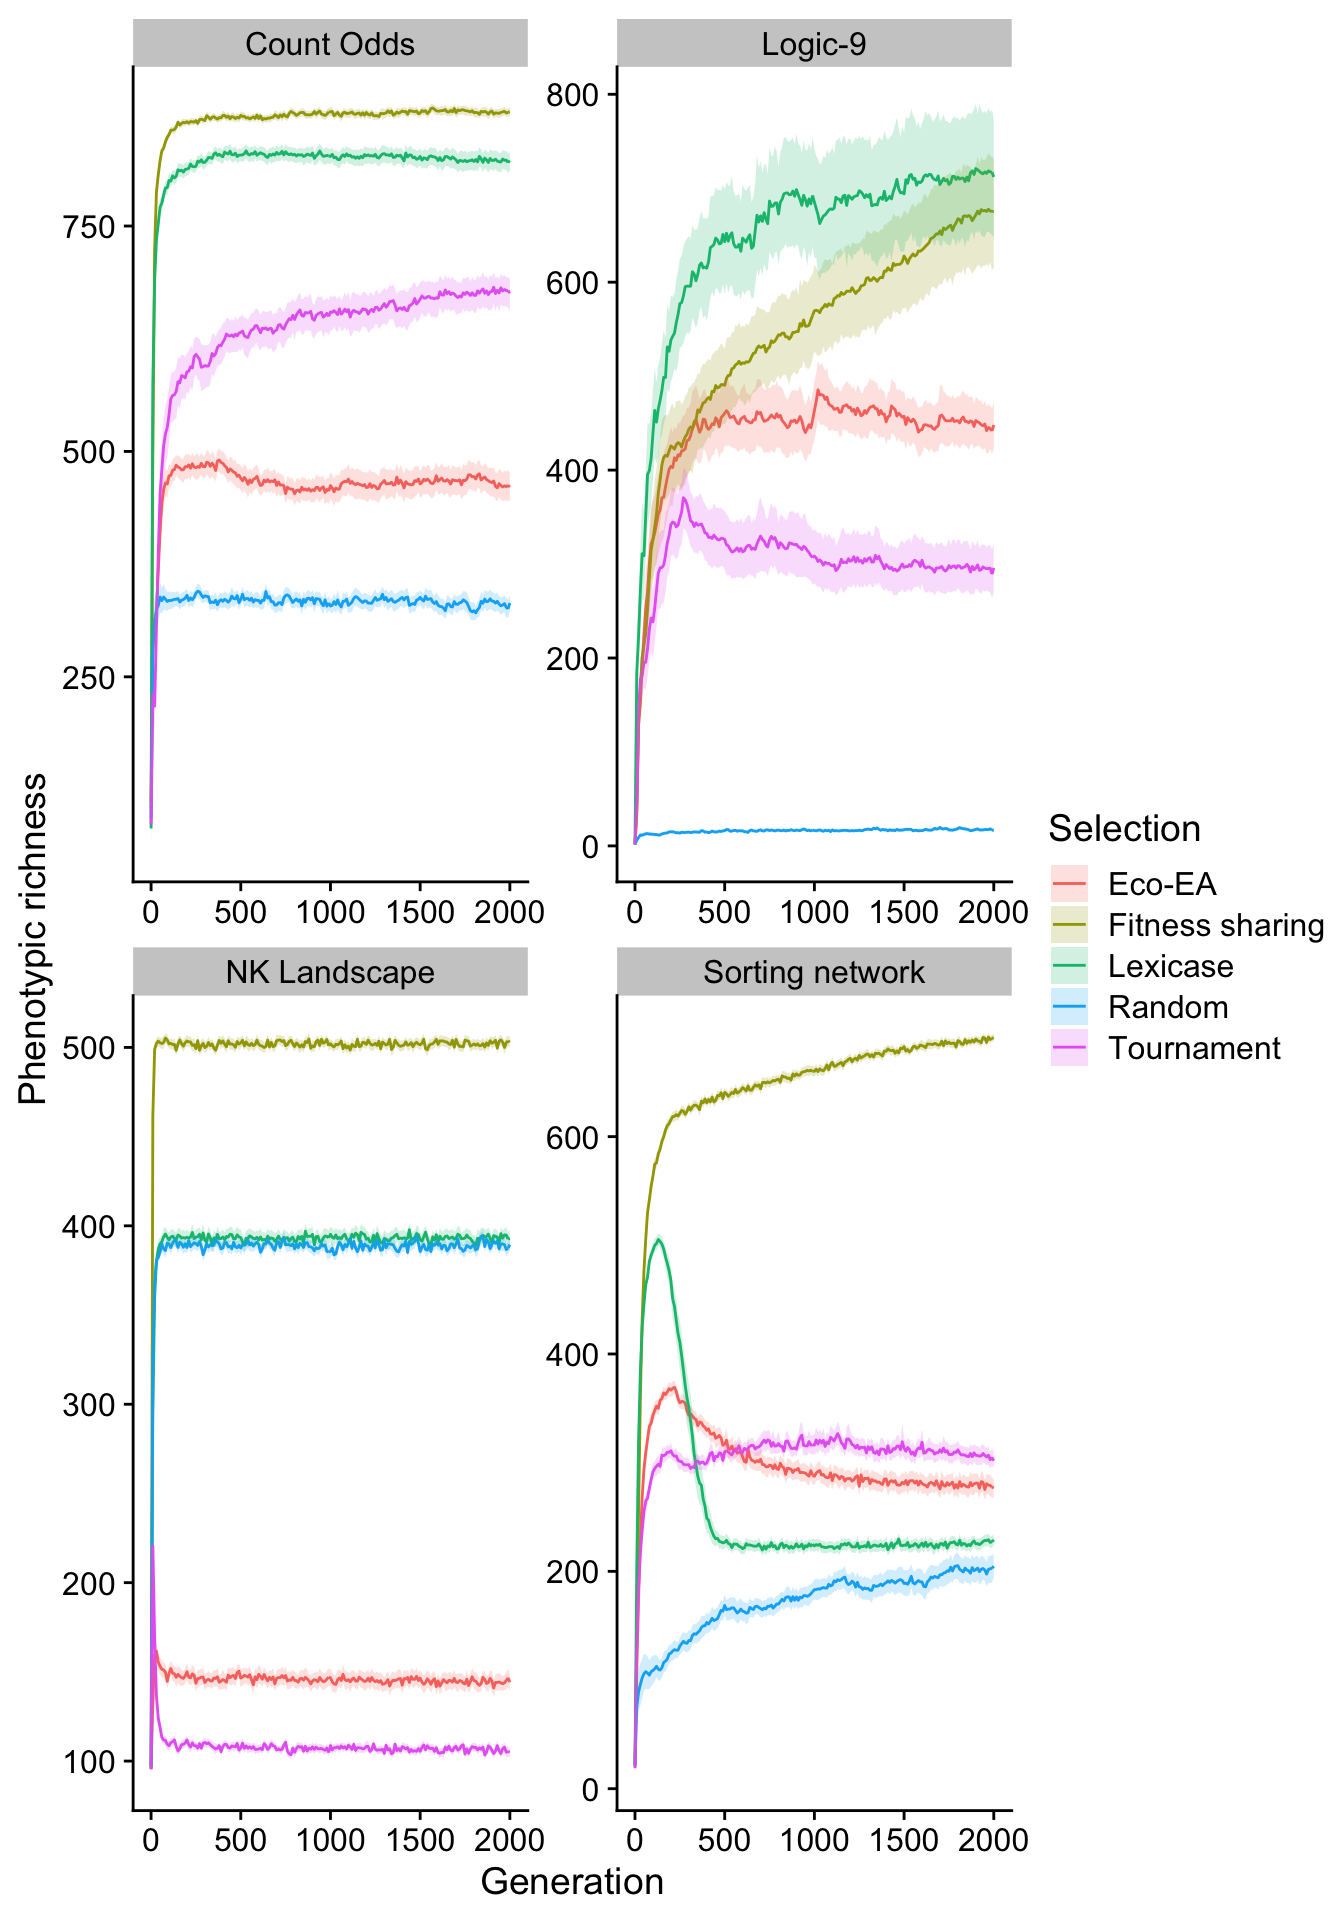 Count Odds
Logic-9
750
500
250
800
600
400
200
0
0 500 1000 1500 2000
0 500 1000 1500 2000
Phenotypic richness
NK Landscape
Sorting network
500
400
300
200
100
600
400
200
0
0 500 1000 1500 2000
0 500 1000 1500 2000
Generation
Selection
Eco-EA
Fitness sharing
Lexicase
Random
Tournament